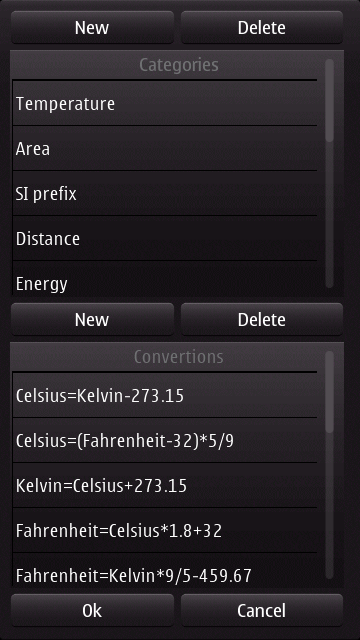 New Delete
Categories
Temperature
Area
SI prefix
Distance
Energy
New Delete
Convertions
Celsius=Kelvin-273.15
Celsius=(Fahrenheit-32)*5/9
Kelvin=Celsius+273.15
Fahrenheit=Celsius*1.8+32
Fahrenheit=Kelvin*9/5-459.67
Ok Cancel